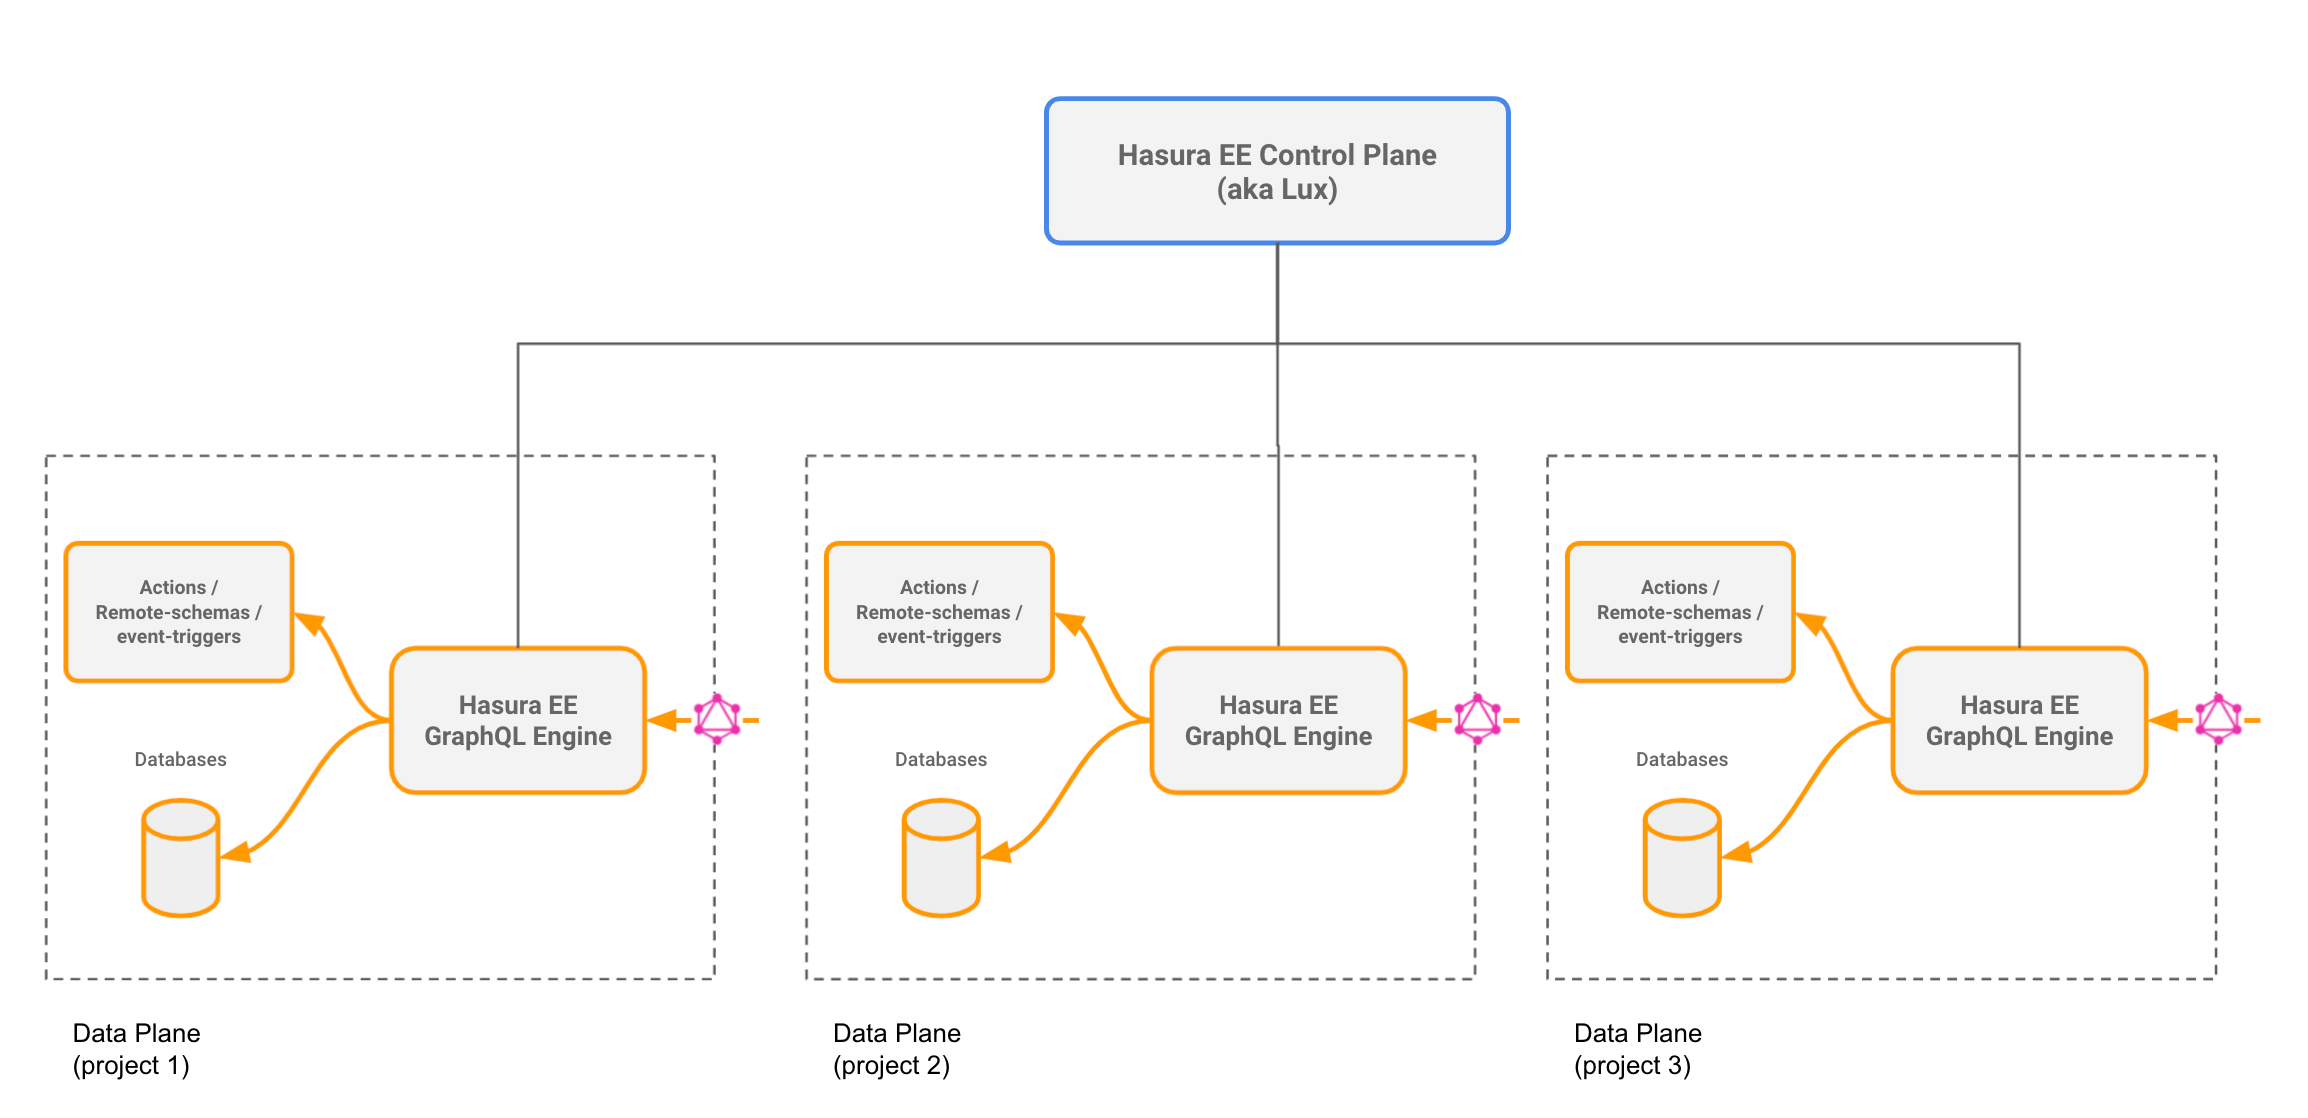 Hasura EE Control Plane
(aka Lux)
Actions /
Remote-schemas /
event-triggers
Hasura EE
GraphQL Engine
Databases
Data Plane
(project 1)
Actions /
Remote-schemas /
event-triggers
Hasura EE
GraphQL Engine
Databases
Data Plane
(project 2)
Actions /
Remote-schemas /
event-triggers
Hasura EE
GraphQL Engine
Databases
Data Plane
(project 3)